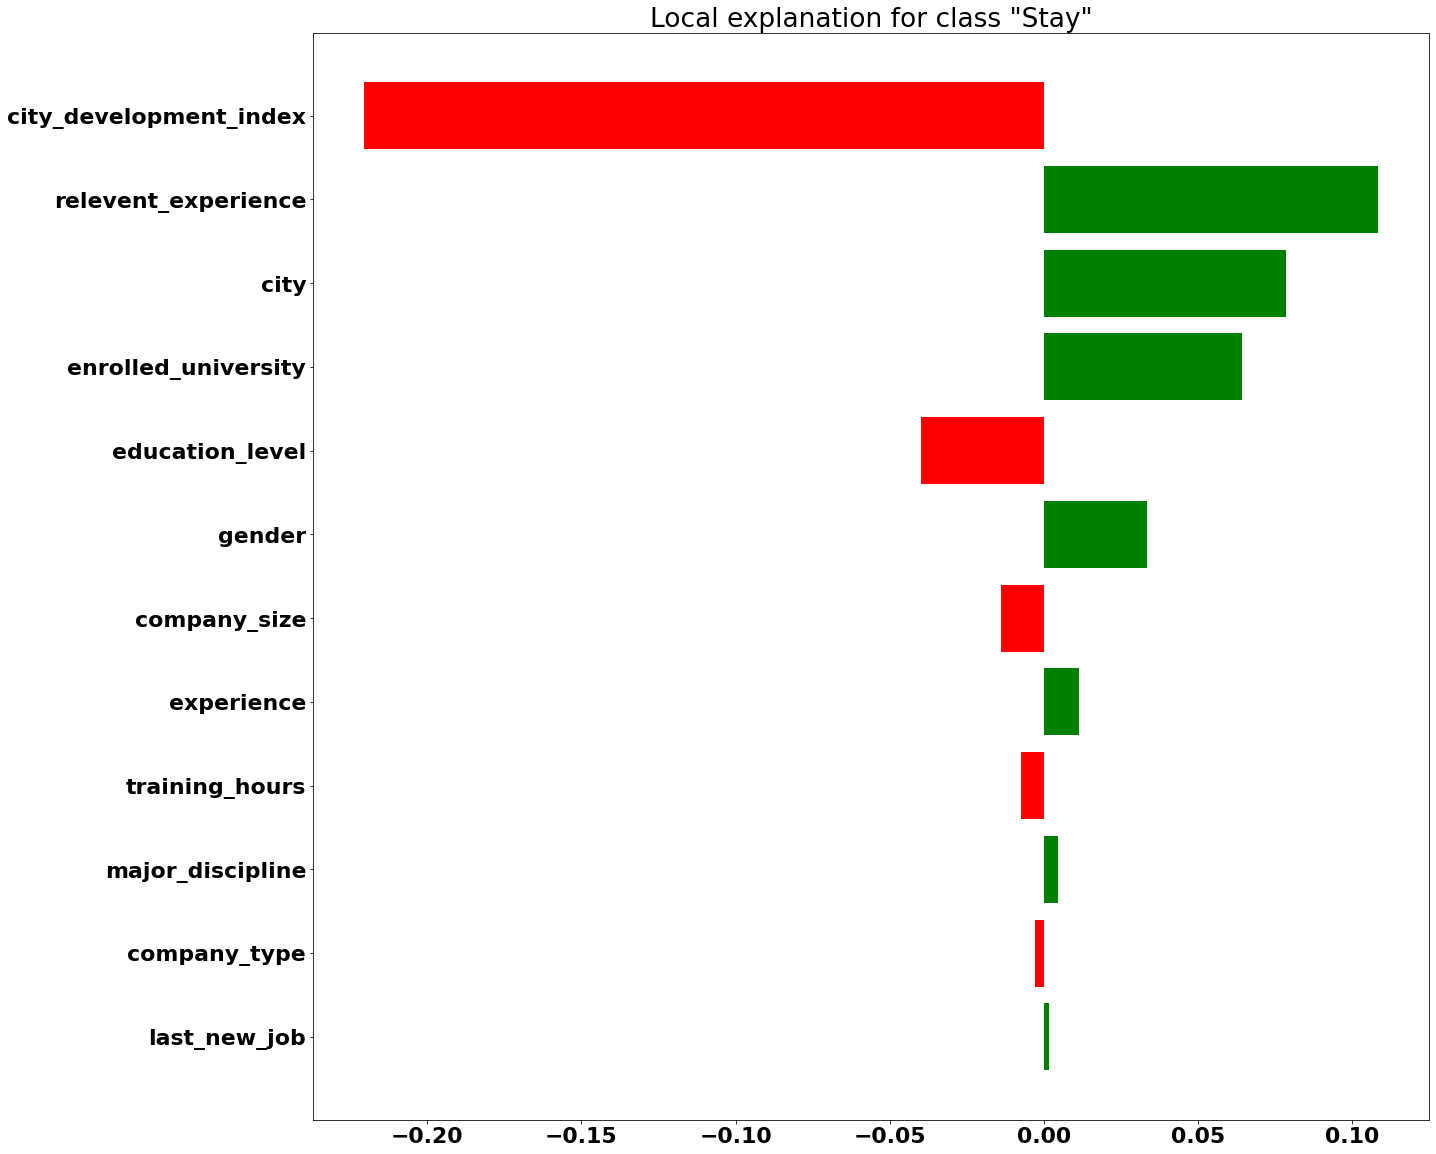 Local explanation for class "Stay"
city_development_index
relevent_experience
city
enrolled_university
education_level
gender
company_size
experience
training_hours
major_discipline
company_type
last_new_job
−0.20 −0.15 −0.10 −0.05 0.00 0.05 0.10